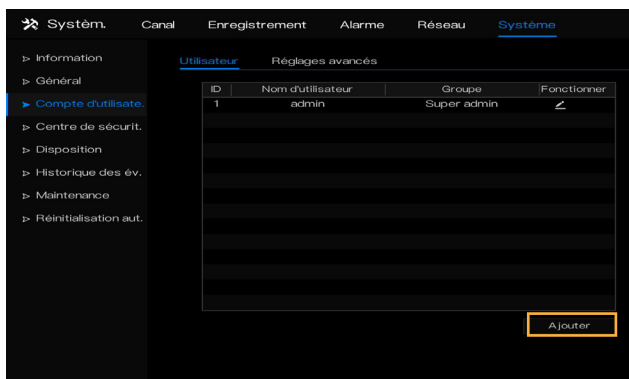 Systèm. Canal Enregistrement Alarme Réseau Système
Information
Général
Compte d'utilisate.
Centre de sécurit.
Disposition
Historique des év.
Maintenance
Réinitialisation aut.
Utilisateur Réglages avancés
ID Nom d'utilisateur Groupe Fonctionner
1 admin Super admin
Ajouter